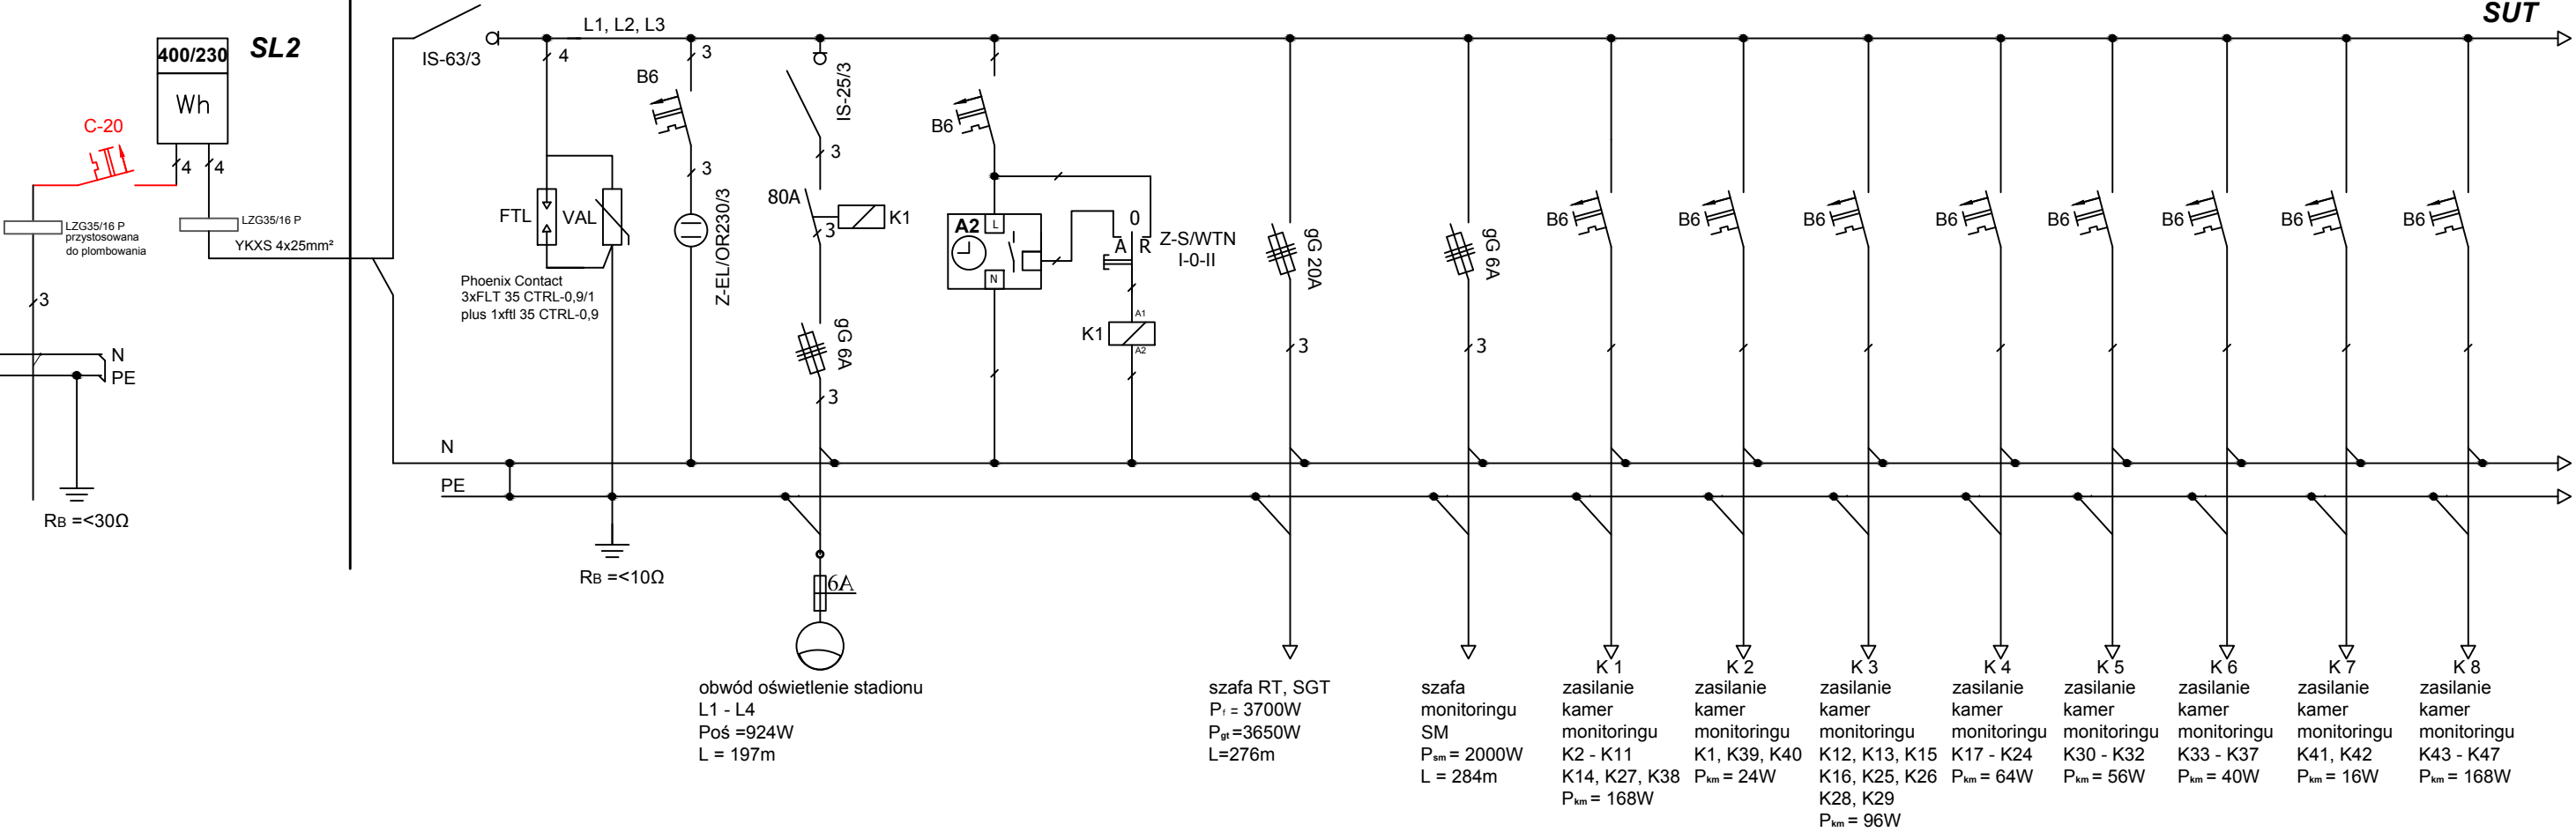 SUT
SL2
400/230
Wh
C-20
4
4
LZG35/16 P
przystosowana
do plombowania
LZG35/16 P
YKXS 4x25mm²
3
N
PE
RB =<30Ω
IS-63/3
L1, L2, L3
4
FTL
VAL
Phoenix Contact
3xFLT 35 CTRL-0,9/1
plus 1xftl 35 CTRL-0,9
N
PE
RB =<10Ω
3
B6
3
Z-EL/OR230/3
IS-25/3
3
80A
K1
3
gG 6A
3
6A
obwód oświetlenie stadionu
L1 - L4
Poś =924W
L = 197m
B6
A2
L
N
0
A
R
Z-S/WTN
I-0-II
K1
A1
A2
gG 20A
3
szafa RT, SGT
Pf = 3700W
Pgt =3650W
L=276m
gG 6A
3
szafa
monitoringu
SM
Psm = 2000W
L = 284m
B6
K 1
zasilanie
kamer
monitoringu
K2 - K11
K14, K27, K38
Pkm = 168W
B6
K 2
zasilanie
kamer
monitoringu
K1, K39, K40
Pkm = 24W
B6
K 3
zasilanie
kamer
monitoringu
K12, K13, K15
K16, K25, K26
K28, K29
Pkm = 96W
B6
K 4
zasilanie
kamer
monitoringu
K17 - K24
Pkm = 64W
B6
K 5
zasilanie
kamer
monitoringu
K30 - K32
Pkm = 56W
B6
K 6
zasilanie
kamer
monitoringu
K33 - K37
Pkm = 40W
B6
K 7
zasilanie
kamer
monitoringu
K41, K42
Pkm = 16W
B6
K 8
zasilanie
kamer
monitoringu
K43 - K47
Pkm = 168W